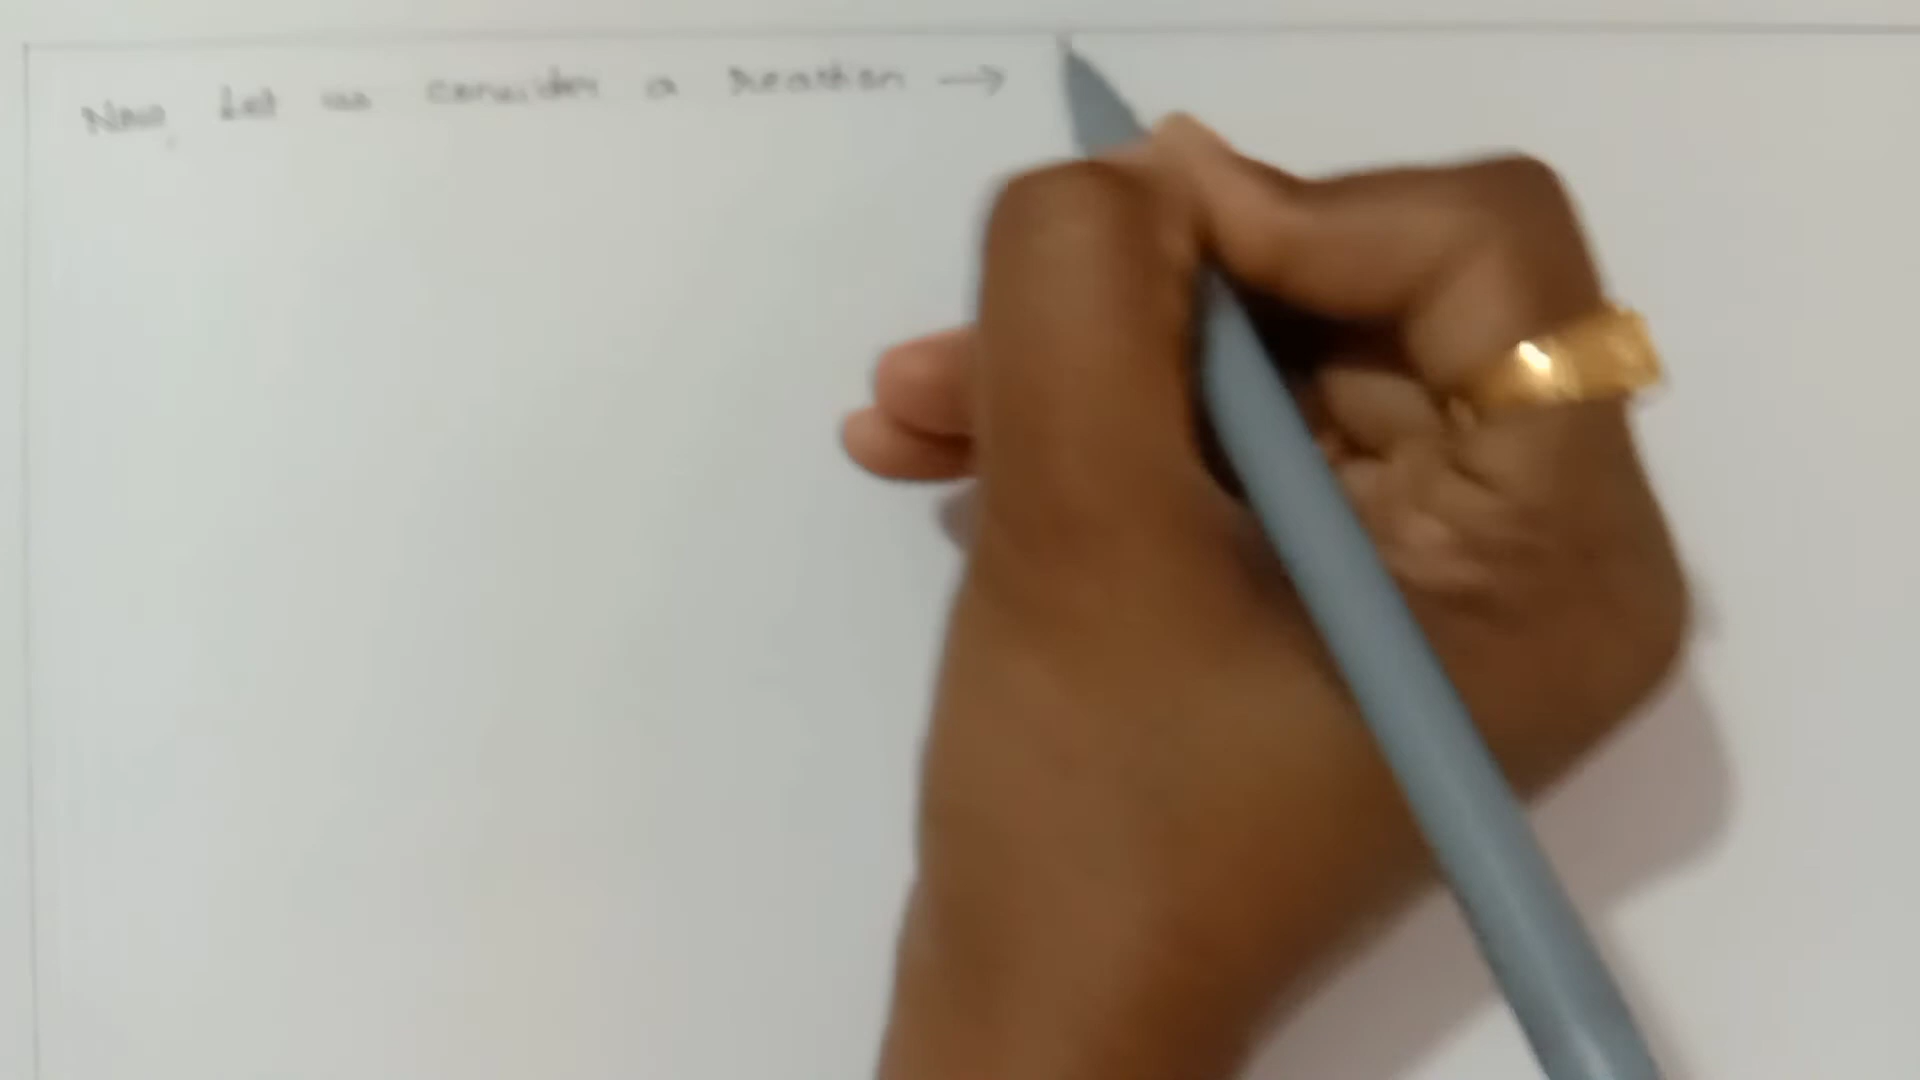 Now, Let us consider a reaction →